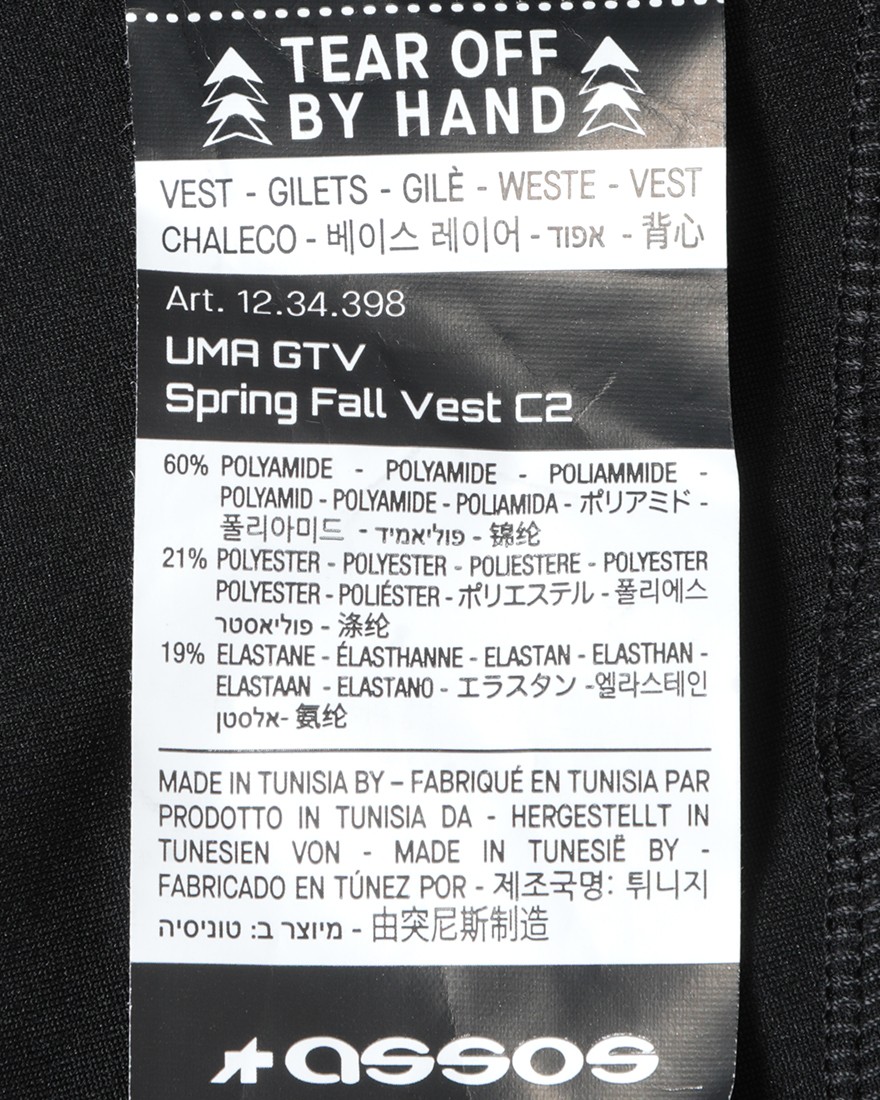 TEAR OFF
BY HAND
VEST - GILETS - GILÈ - WESTE - VEST
CHALECO - 베이스 레이어 - אפוד - 背心
Art. 12.34.398
UMA GTV
Spring Fall Vest C2
60% POLYAMIDE - POLYAMIDE - POLIAMMIDE -
POLYAMID - POLYAMIDE - POLIAMIDA - ポリアミド -
폴리아미드 - פוליאמיד - 锦纶
21% POLYESTER - POLYESTER - POLIESTERE - POLYESTER
POLYESTER - POLIÉSTER - ポリエステル - 폴리에스
פוליאסטר - 涤纶
19% ELASTANE - ÉLASTHANNE - ELASTAN - ELASTHAN -
ELASTAAN - ELASTANO - エラスタン -엘라스테인
אלסטן- 氨纶
MADE IN TUNISIA BY – FABRIQUÉ EN TUNISIA PAR
PRODOTTO IN TUNISIA DA - HERGESTELLT IN
TUNESIEN VON - MADE IN TUNESIË BY -
FABRICADO EN TÚNEZ POR - 제조국명: 튀니지
מיוצר ב: טוניסיה - 由突尼斯制造
assos